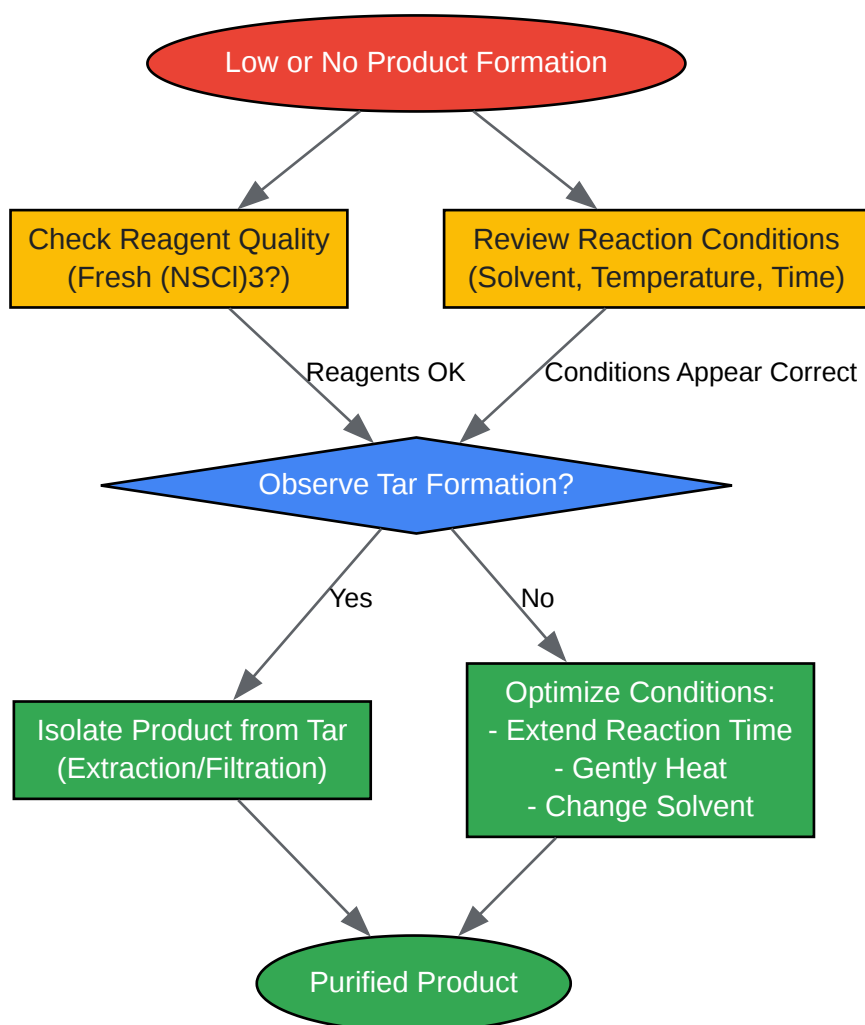 Low or No Product Formation
Check Reagent Quality
(Fresh (NSCl)3?)
Review Reaction Conditions
(Solvent, Temperature, Time)
Reagents OK
Conditions Appear Correct
Observe Tar Formation?
Yes
No
Isolate Product from Tar
(Extraction/Filtration)
Optimize Conditions:
- Extend Reaction Time
- Gently Heat
- Change Solvent
Purified Product